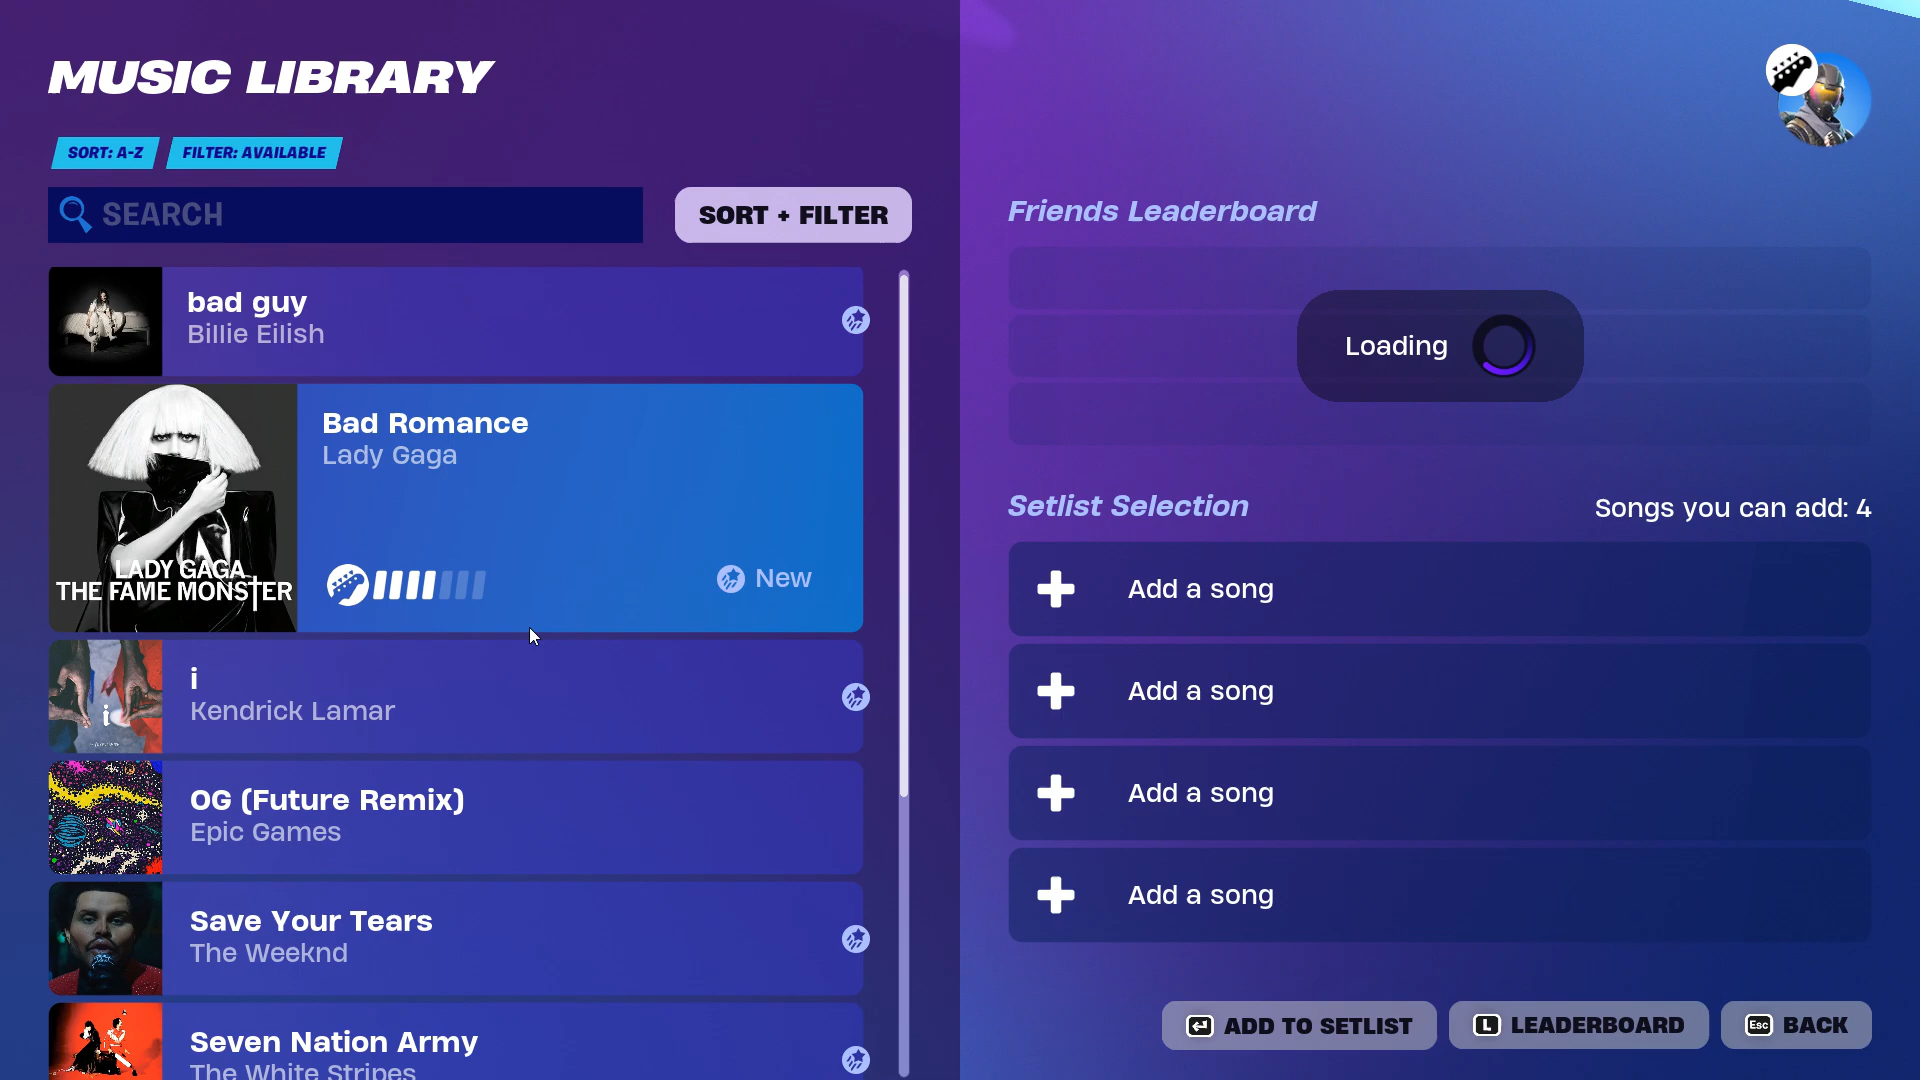 MUSIC LIBRARY
SORT: A-Z
FILTER: AVAILABLE
SEARCH
SORT + FILTER
bad guy
Billie Eilish
Bad Romance
Lady Gaga
LADY GAGA
THE FAME MONSTER
New
i
Kendrick Lamar
i
OG (Future Remix)
Epic Games
Save Your Tears
The Weeknd
Seven Nation Army
The White Stripes
Friends Leaderboard
Loading
Setlist Selection
Songs you can add: 4
Add a song
Add a song
Add a song
Add a song
ADD TO SETLIST
L LEADERBOARD
Esc BACK